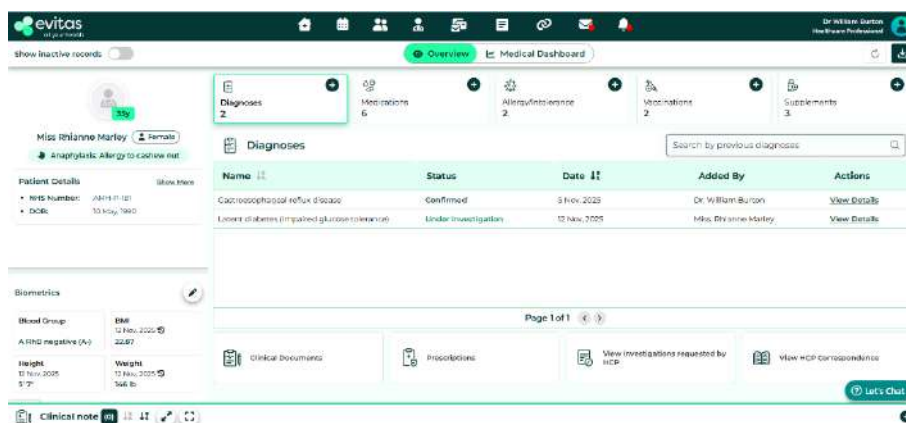 evitas
Dr William Burton
Healthcare Professional
Show inactive records
Overview
Medical Dashboard
Diagnoses
2
Medications
6
Allergy/Intolerance
2
Vaccinations
2
Supplements
3
35y
Miss Rhianne Marley
Female
Anaphylaxis: Allergy to cashew nut
Diagnoses
Search by previous diagnoses
Name
Status
Date
Added By
Actions
Gastroesophageal reflux disease
Confirmed
5 Nov, 2025
Dr. William Burton
View Details
Latent diabetes (impaired glucose tolerance)
Under investigation
12 Nov, 2025
Miss. Rhianne Marley
View Details
Page 1 of 1
Patient Details
Show More
NHS Number:
DOB:
10 May, 1990
Biometrics
Blood Group
A RhD negative (A-)
BMI
12 Nov, 2025
22.87
Height
12 Nov, 2025
5' 7"
Weight
12 Nov, 2025
146 lb
Clinical Documents
Prescriptions
View investigations requested by
HCP
View HCP Correspondence
Let's Chat
Clinical note